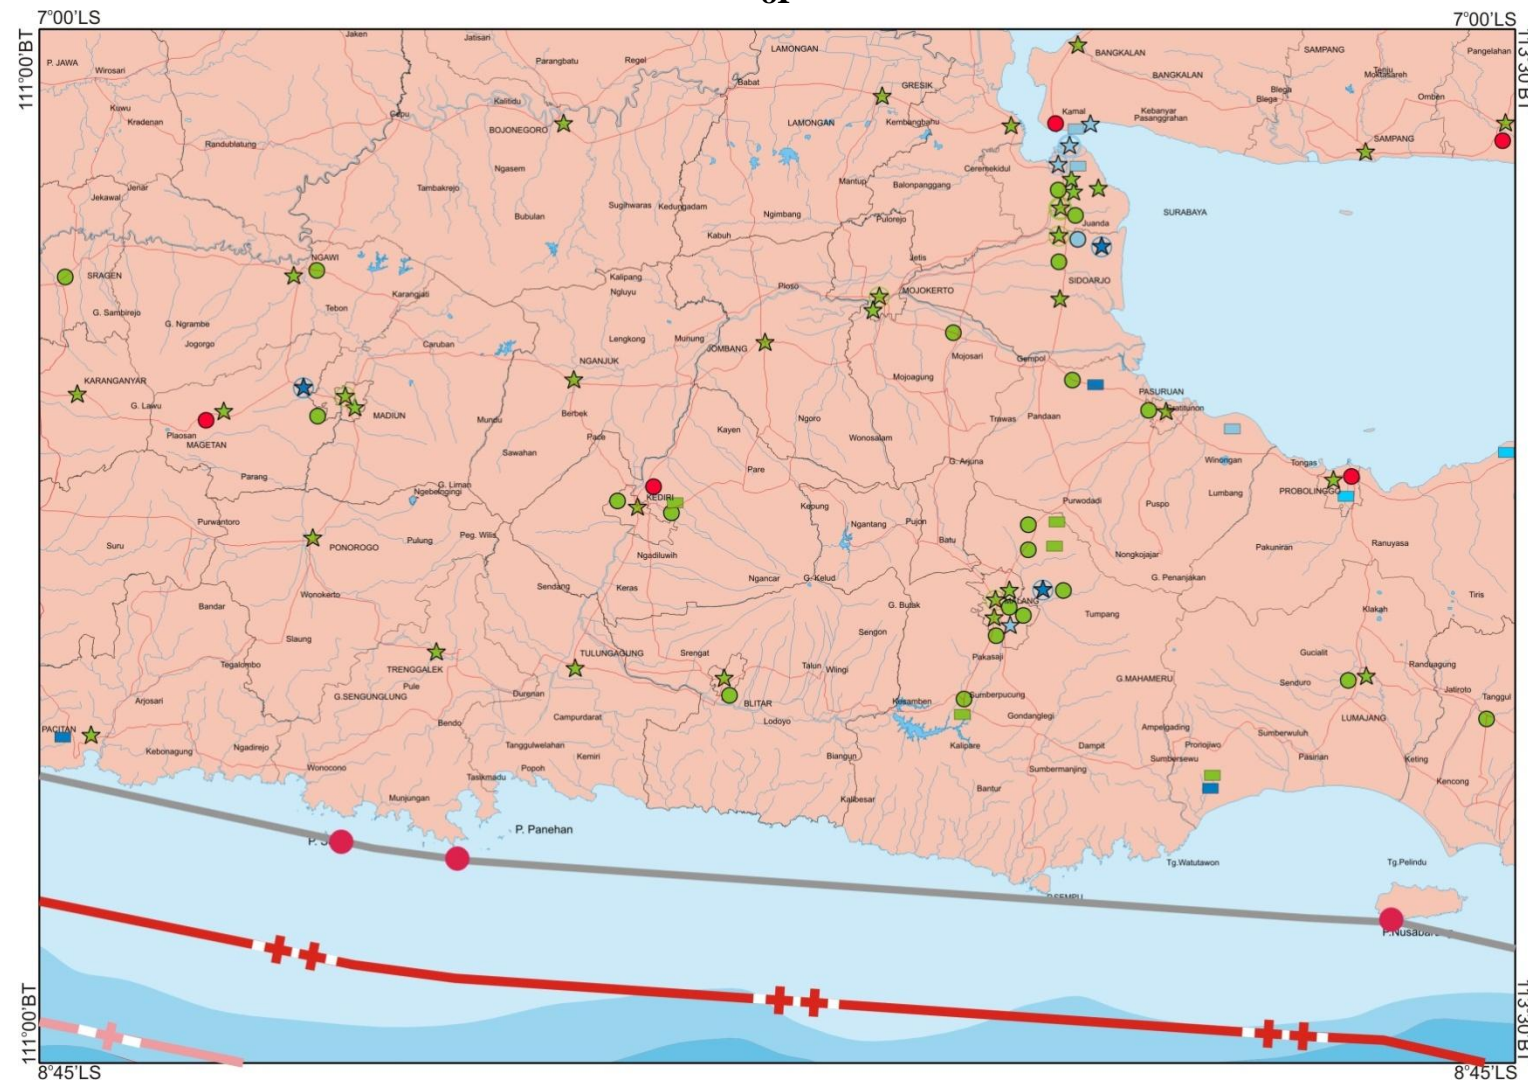 7°00'LS
7°00'LS
111°00'BT
113°30'BT
Jaken
Jatisari
LAMONGAN
BANGKALAN
SAMPANG
Pangelahan
P. JAWA
Wirosari
Parangbatu
Regel
Babat
GRESIK
BANGKALAN
Tenju
Moktasareh
Blega
Blega
Omben
Kuwu
Kradenan
Cepu
Kalitidu
BOJONEGORO
LAMONGAN
Kembangbahu
Kamal
Kebanyar
Pasanggrahan
SAMPANG
Randublatung
Ngasem
Cerermekidul
Jekawal
Jenar
Tambakrejo
Bubulan
Sugihwaras
Kedungadam
Ngimbang
Mantup
Balonpanggang
Pulorejo
SURABAYA
Juanda
Kabuh
SRAGEN
NGAWI
Kalipang
Ngluyu
Ploso
Jetis
MOJOKERTO
SIDOARJO
Karangjati
Tebon
G. Sambirejo
G. Ngrambe
Jogorgo
Caruban
Lengkong
Munung
JOMBANG
Mojosari
Gempol
NGANJUK
KARANGANYAR
G. Lawu
Mojoagung
PASURUAN
Plaosan
MAGETAN
MADIUN
Mundu
Berbek
Ngoro
Trawas
Pandaan
Pace
Kayen
Wonosalam
Sawahan
Parang
G. Liman
Ngebelngingi
Pare
G. Arjuna
Winongan
Tongas
PROBOLINGGO
KEDIRI
Kepung
Purwodadi
Puspo
Lumbang
Purwantoro
Ngantang
Pujon
Suru
PONOROGO
Pulung
Peg. Wilis
Ngadiluwih
Batu
Nongkojajar
Pakuniran
Ranuyasa
Sendang
Keras
Ngancar
G. Kelud
G. Penanjakan
Wonokerto
Bandar
G. Butak
MALANG
Tumpang
Klakah
Tiris
Slaung
Sengon
Tegalombo
TRENGGALEK
TULUNGAGUNG
Srengat
Talun
Wlingi
Pakasaji
Gucialit
Randuagung
Pule
G.SENGUNGLUNG
G.MAHAMERU
Senduro
Jatiroto
Tanggul
Arjosari
Durenan
BLITAR
Sumberpucung
PACITAN
Bendo
Campurdarat
Lodoyo
Gondanglegi
LUMAJANG
Kebonagung
Ngadirejo
Tanggulwelahan
Kemiri
Biangun
Kalipare
Dampit
Ampelgading
Pronojiwo
Sumbersewu
Sumberwuluh
Pasirian
Keting
Wonocono
Tasikmadu
Popoh
Sumbermanjing
Kencong
Munjungan
Kalibesar
Bantur
P. Panehan
Tg.Watutawon
Tg.Pelindu
111°00'BT
113°30'BT
8°45'LS
8°45'LS